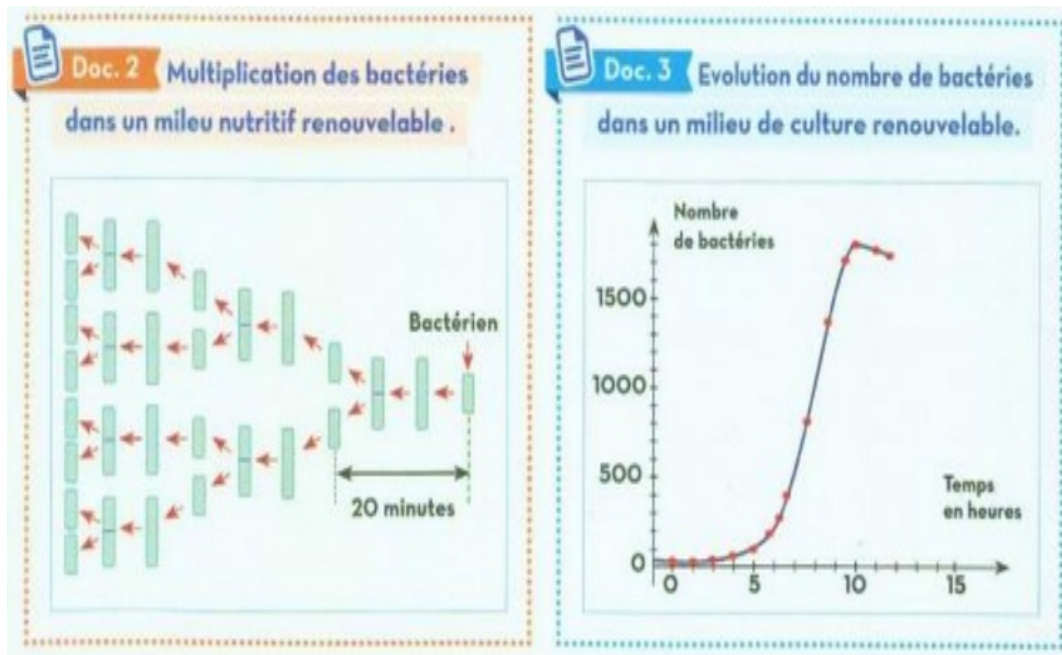 Doc. 2 Multiplication des bactéries
dans un mileu nutritif renouvelable .
Bactérien
20 minutes
Doc. 3 Evolution du nombre de bactéries
dans un milieu de culture renouvelable.
Nombre
de bactéries
1500
1000
500
0
Temps
en heures
0 5 10 15